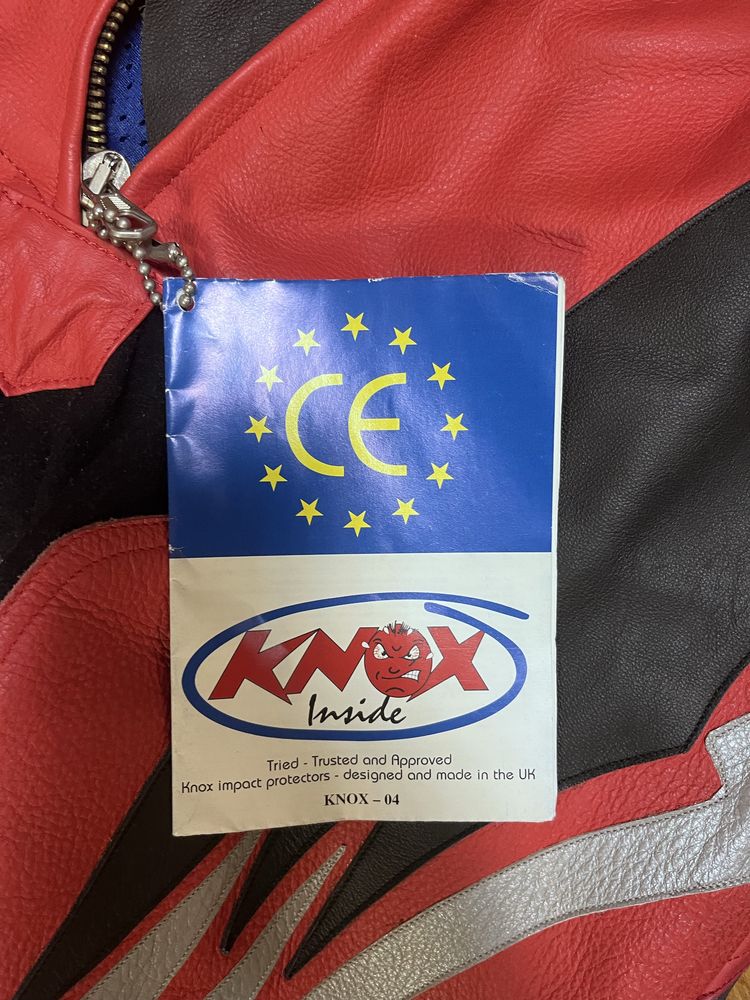 CE
KNOX
Inside
Tried - Trusted and Approved
Knox impact protectors - designed and made in the UK
KNOX – 04